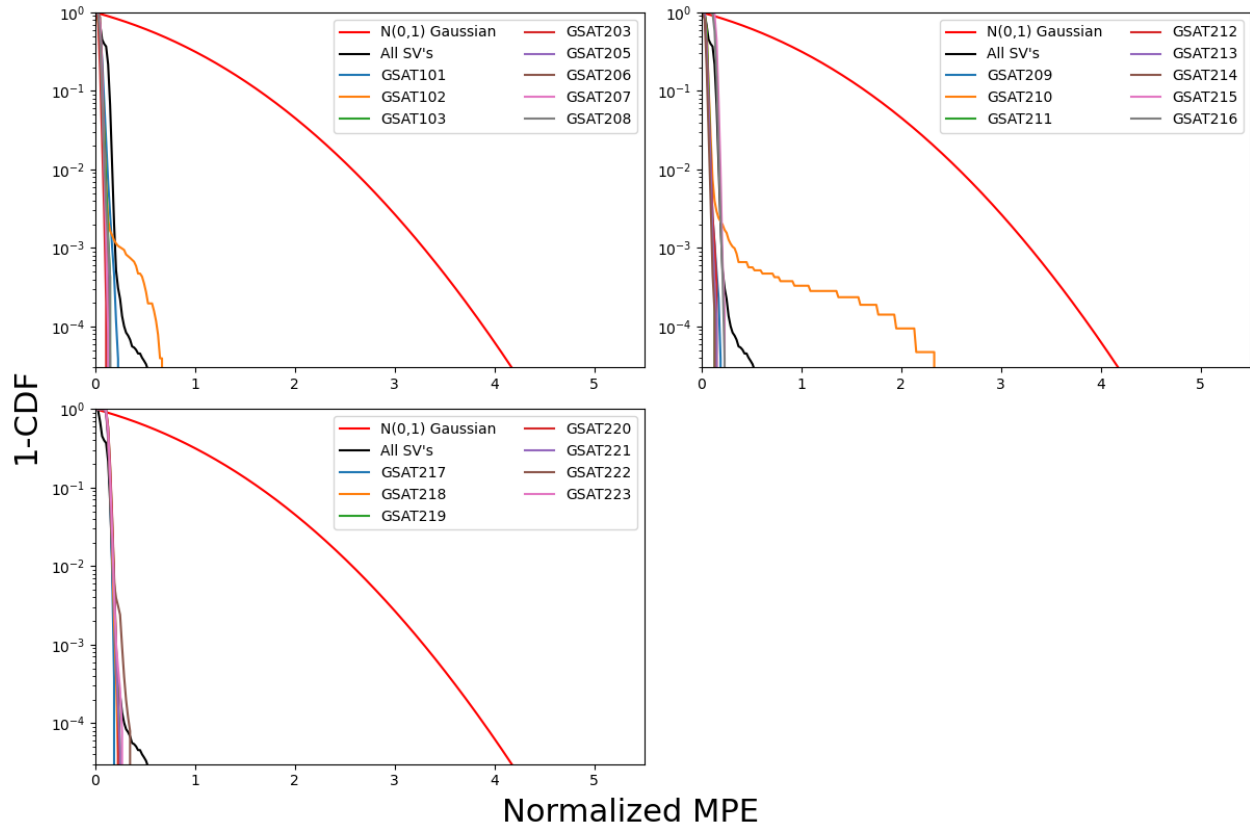 10^0
10^-1
10^-2
10^-3
10^-4
0 1 2 3 4 5
N(0,1) Gaussian
All SV's
GSAT101
GSAT102
GSAT103
GSAT203
GSAT205
GSAT206
GSAT207
GSAT208
10^0
10^-1
10^-2
10^-3
10^-4
0 1 2 3 4 5
N(0,1) Gaussian
All SV's
GSAT209
GSAT210
GSAT211
GSAT212
GSAT213
GSAT214
GSAT215
GSAT216
1-CDF
10^0
10^-1
10^-2
10^-3
10^-4
0 1 2 3 4 5
N(0,1) Gaussian
All SV's
GSAT217
GSAT218
GSAT219
GSAT220
GSAT221
GSAT222
GSAT223
Normalized MPE